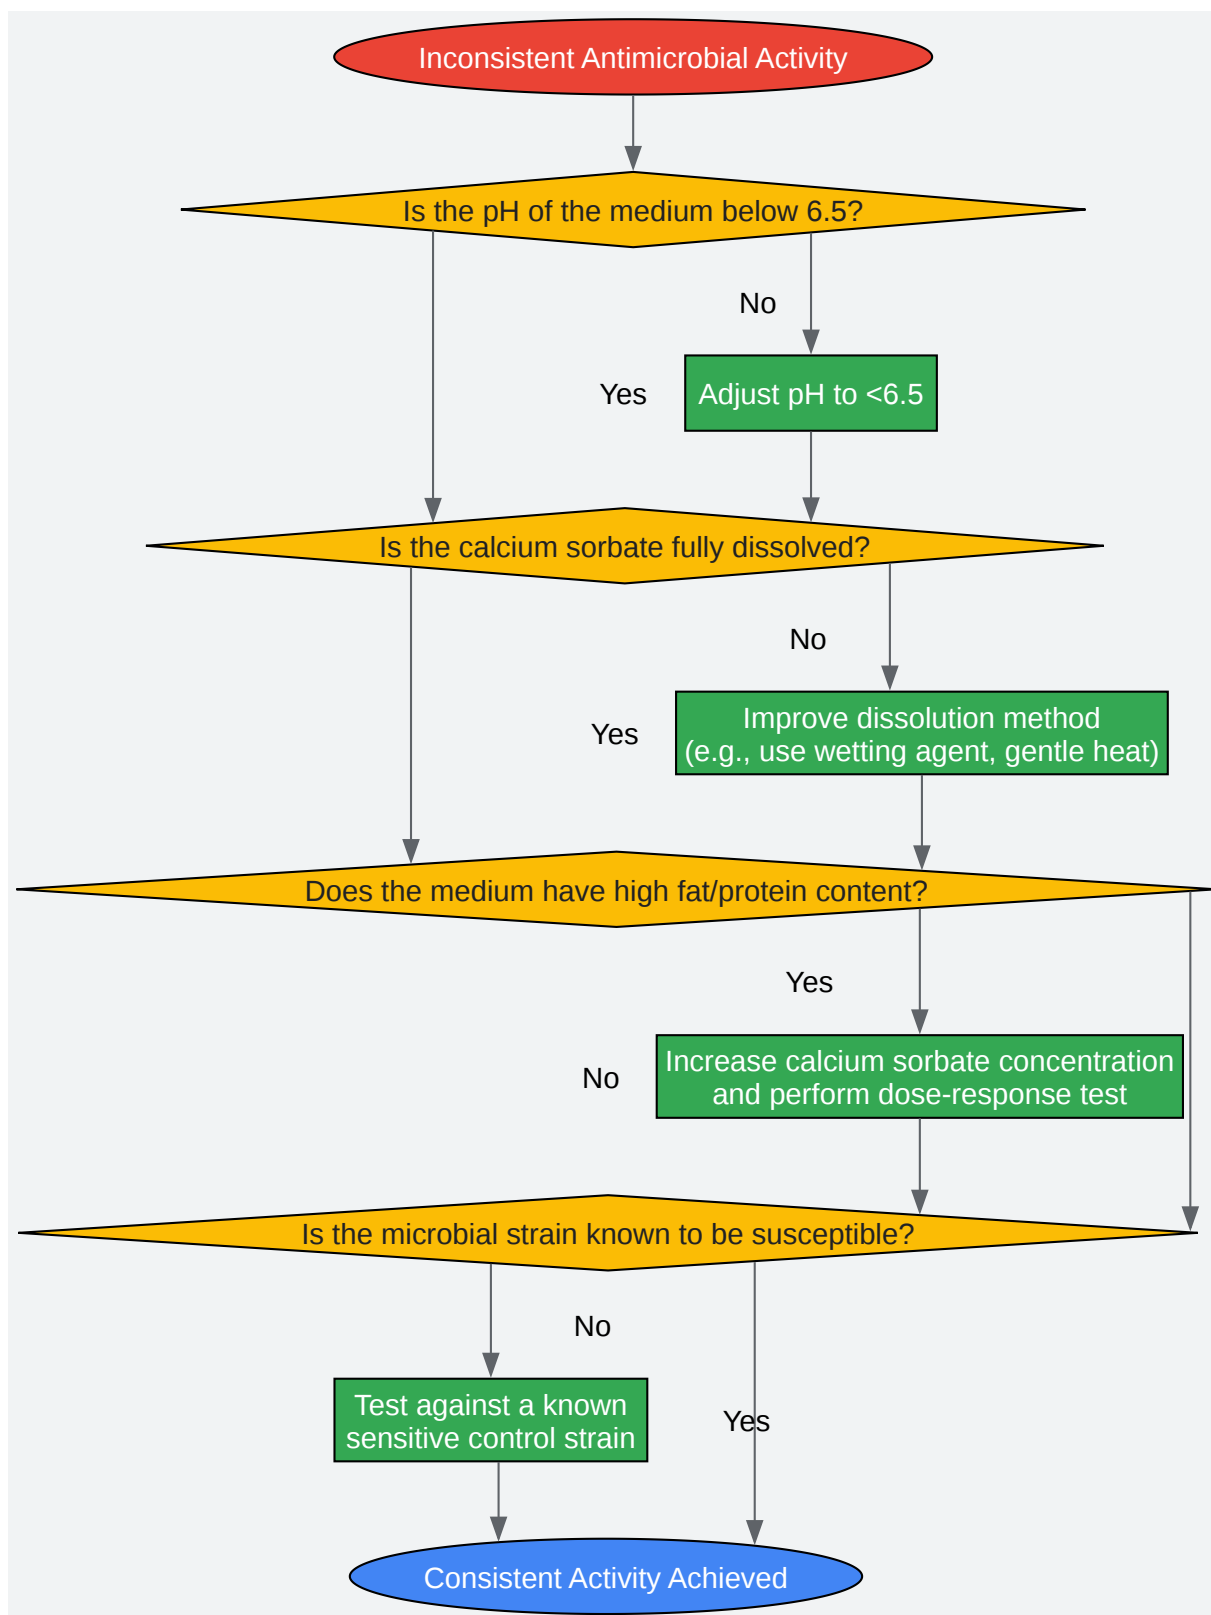 Inconsistent Antimicrobial Activity
Is the pH of the medium below 6.5?
No
Yes
Adjust pH to <6.5
Is the calcium sorbate fully dissolved?
No
Yes
Improve dissolution method
(e.g., use wetting agent, gentle heat)
Does the medium have high fat/protein content?
Yes
No
Increase calcium sorbate concentration
and perform dose-response test
Is the microbial strain known to be susceptible?
No
Test against a known
sensitive control strain
Yes
Consistent Activity Achieved